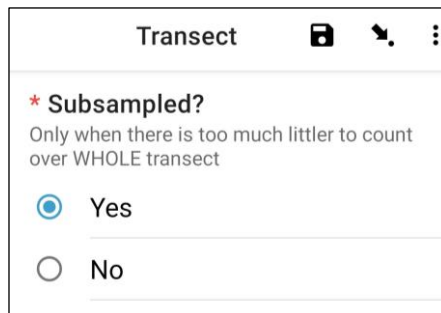 Transect
* Subsampled?
Only when there is too much littler to count
over WHOLE transect
Yes
No